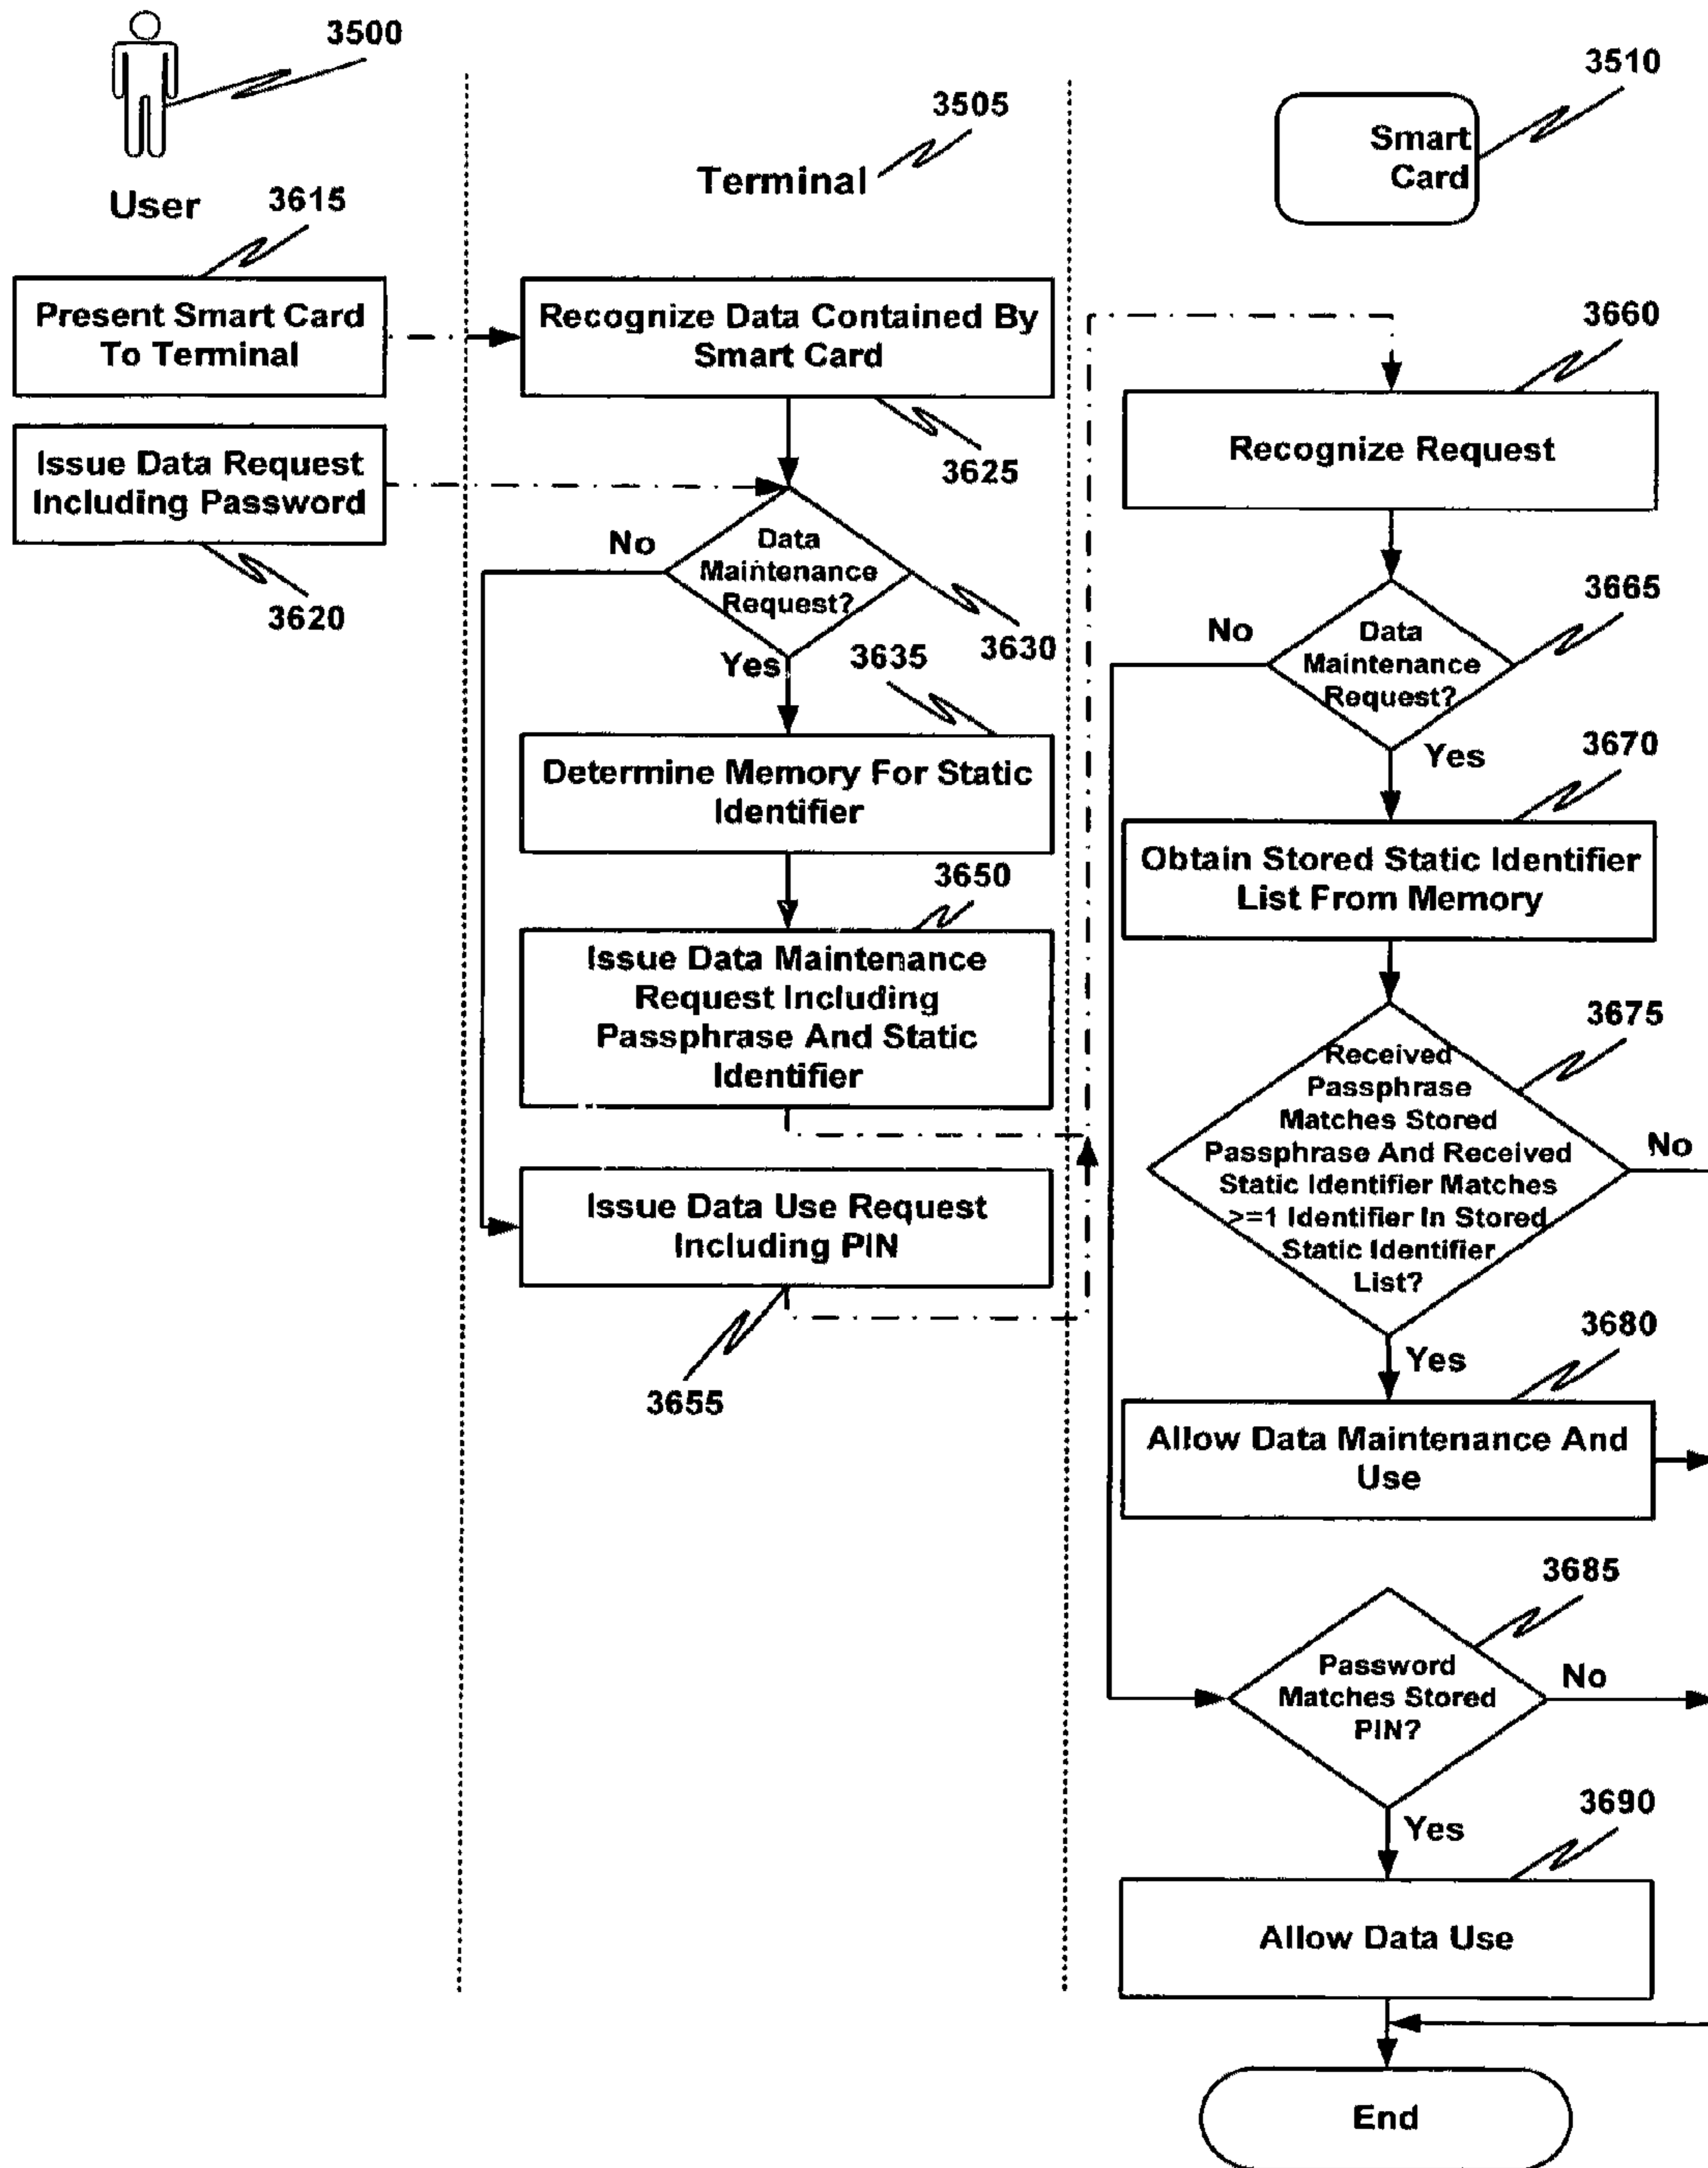 3500
User
3615
Present Smart Card
To Terminal
Issue Data Request
Including Password
3620
3505
Terminal
Recognize Data Contained By
Smart Card
3625
Data
Maintenance
Request?
No
3630
Yes
3635
Determine Memory For Static
Identifier
3650
Issue Data Maintenance
Request Including
Passphrase And Static
Identifier
Issue Data Use Request
Including PIN
3655
3510
Smart
Card
3660
Recognize Request
3665
No
Data
Maintenance
Request?
Yes
3670
Obtain Stored Static Identifier
List From Memory
3675
Received
Passphrase
Matches Stored
Passphrase And Received
Static Identifier Matches
>=1 Identifier In Stored
Static Identifier
List?
No
3680
Yes
Allow Data Maintenance And
Use
3685
Password
Matches Stored
PIN?
No
3690
Yes
Allow Data Use
End